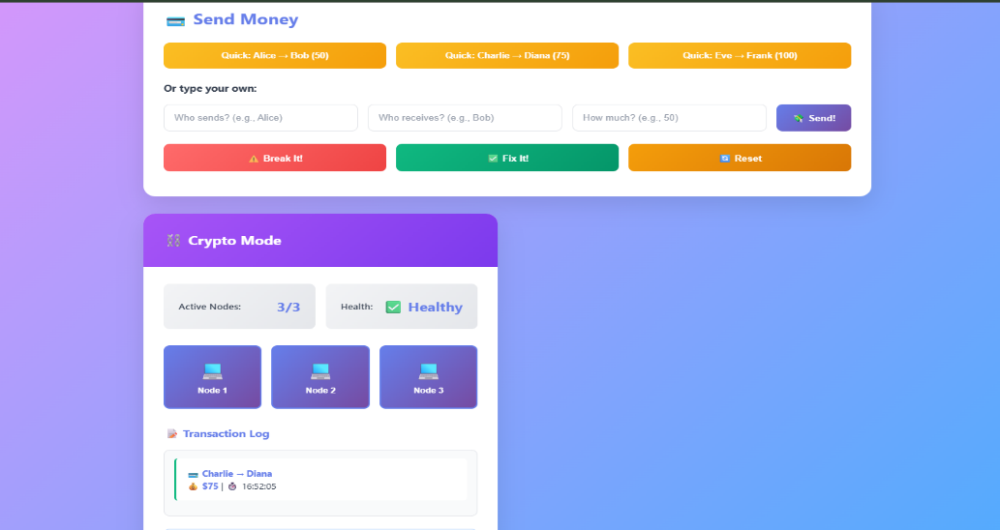 Send Money
Quick: Alice → Bob (50)
Quick: Charlie → Diana (75)
Quick: Eve → Frank (100)
Or type your own:
Who sends? (e.g., Alice)
Who receives? (e.g., Bob)
How much? (e.g., 50)
Send!
Break It!
Fix It!
Reset
Crypto Mode
Active Nodes: 3/3
Health: Healthy
Node 1
Node 2
Node 3
Transaction Log
Charlie → Diana
$75 | 16:52:05